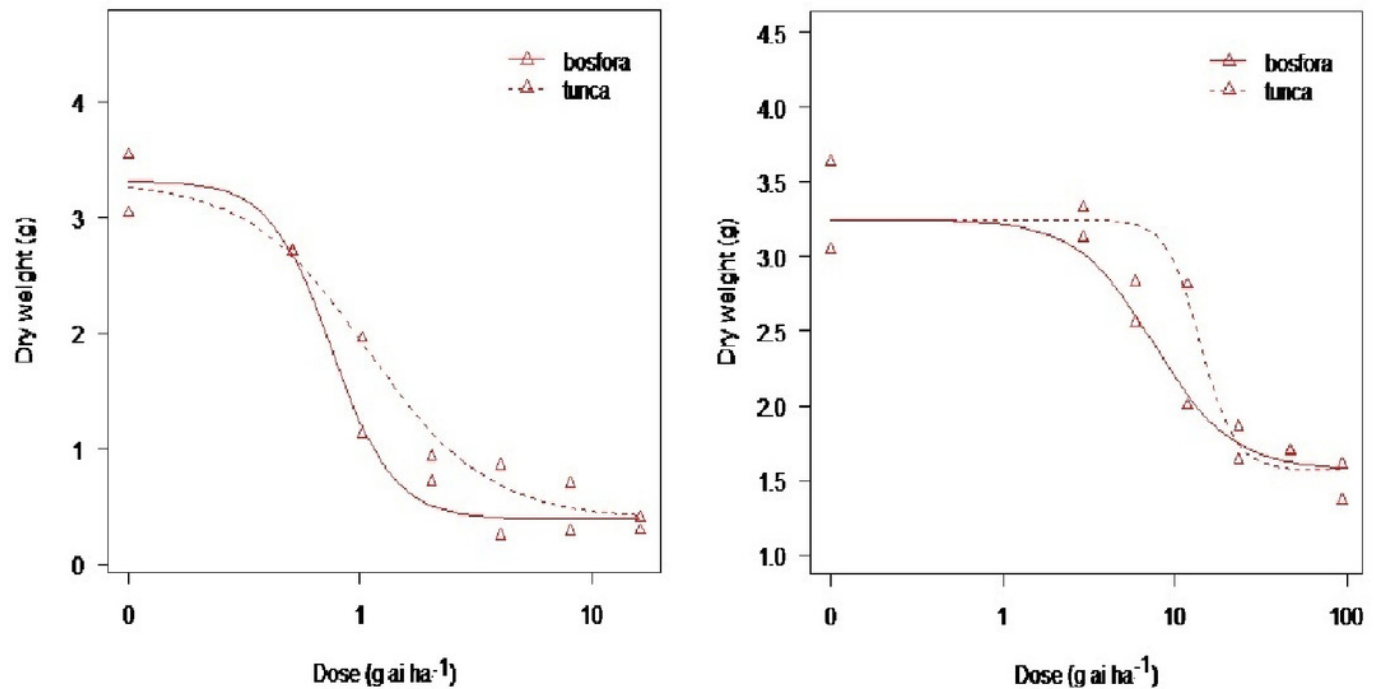 bosfora
tunca
4
3
2
1
0
Dry weight (g)
0 1 10
Dose (g ai ha-1)
bosfora
tunca
4.5
4.0
3.5
3.0
2.5
2.0
1.5
1.0
Dry weight (g)
0 1 10 100
Dose (g ai ha-1)